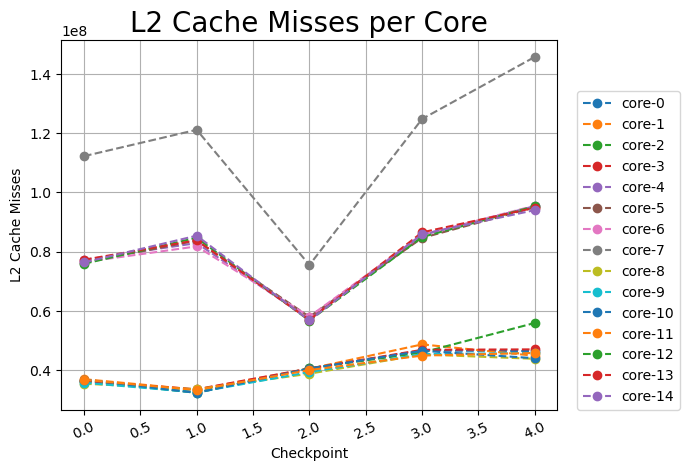 L2 Cache Misses per Core
1e8
1.4
1.2
1.0
0.8
0.6
0.4
L2 Cache Misses
0.0 0.5 1.0 1.5 2.0 2.5 3.0 3.5 4.0
Checkpoint
core-0
core-1
core-2
core-3
core-4
core-5
core-6
core-7
core-8
core-9
core-10
core-11
core-12
core-13
core-14